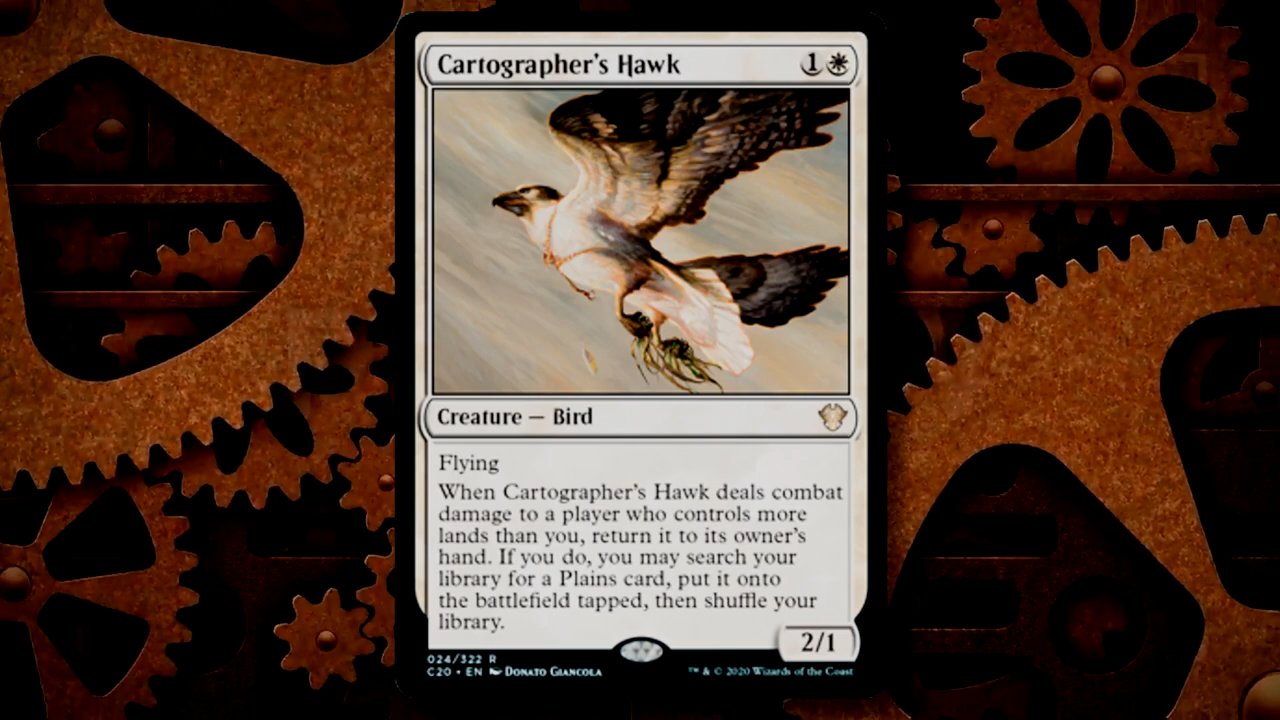 Cartographer's Hawk 1
Creature — Bird
Flying
When Cartographer's Hawk deals combat
damage to a player who controls more
lands than you, return it to its owner's
hand. If you do, you may search your
library for a Plains card, put it onto
the battlefield tapped, then shuffle your
library.
2/1
024/322 R
C20 • EN Donato Giancola
™ & © 2020 Wizards of the Coast